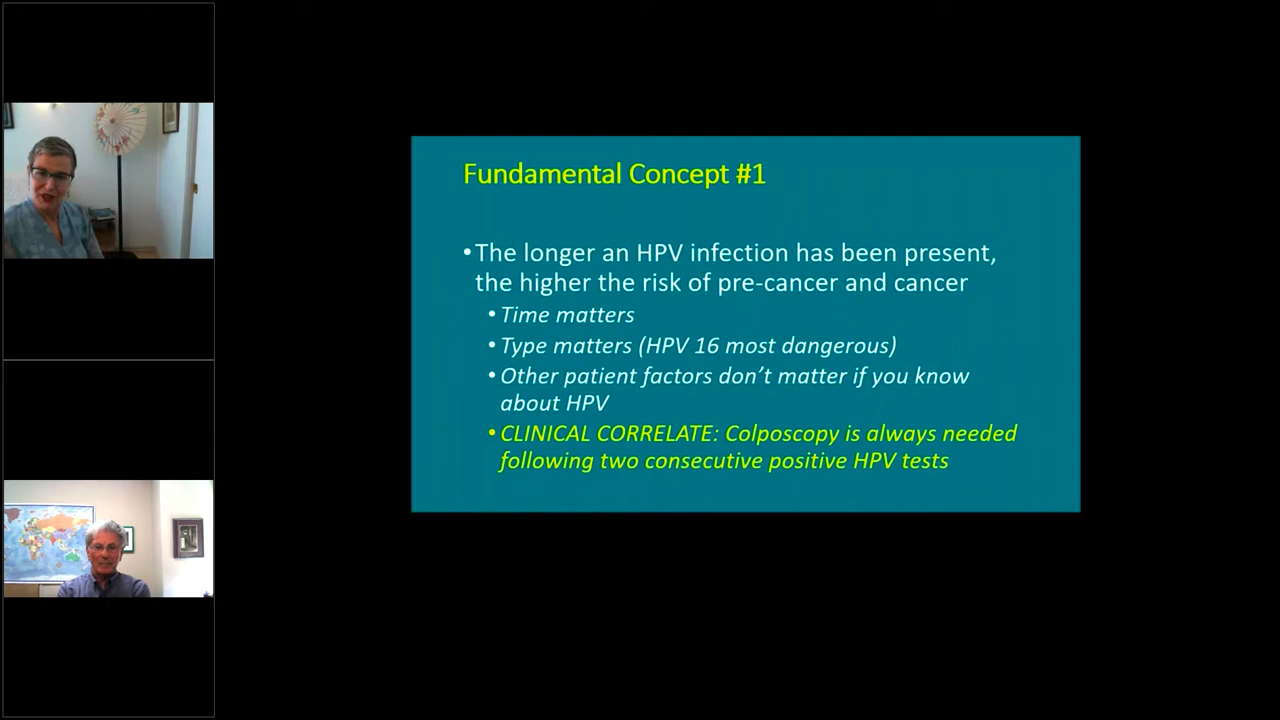 Fundamental Concept #1
•The longer an HPV infection has been present,
the higher the risk of pre-cancer and cancer
•Time matters
•Type matters (HPV 16 most dangerous)
•Other patient factors don’t matter if you know
about HPV
•CLINICAL CORRELATE: Colposcopy is always needed
following two consecutive positive HPV tests